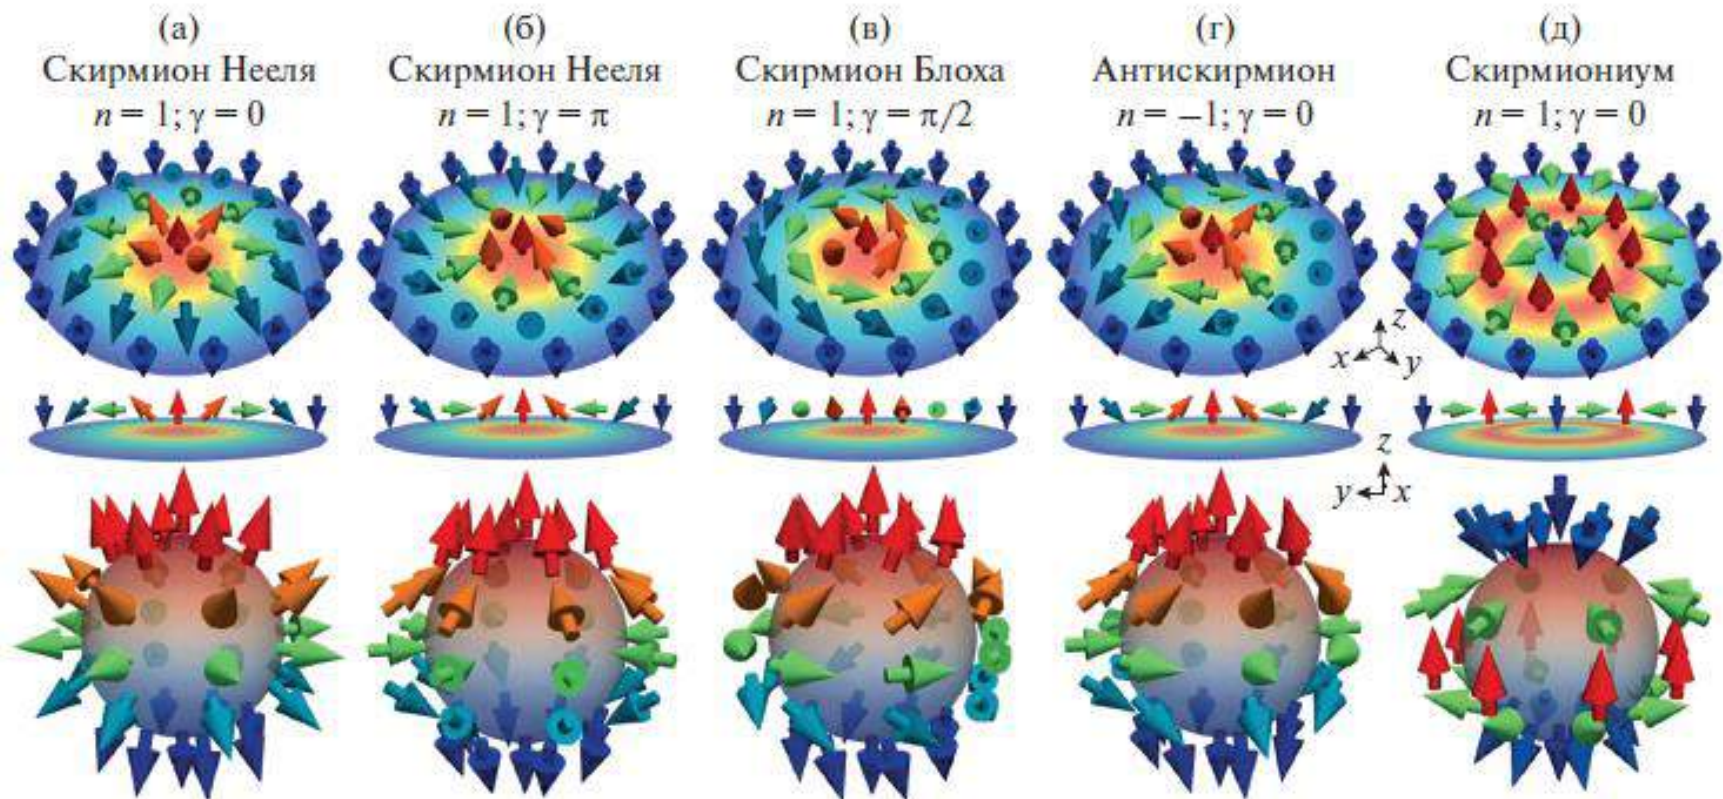 (а)
Скирмион Нееля
n = 1; γ = 0
(б)
Скирмион Нееля
n = 1; γ = π
(в)
Скирмион Блоха
n = 1; γ = π/2
(г)
Антискирмион
n = −1; γ = 0
(д)
Скирмиониум
n = 1; γ = 0
z
x
y
z
y
x